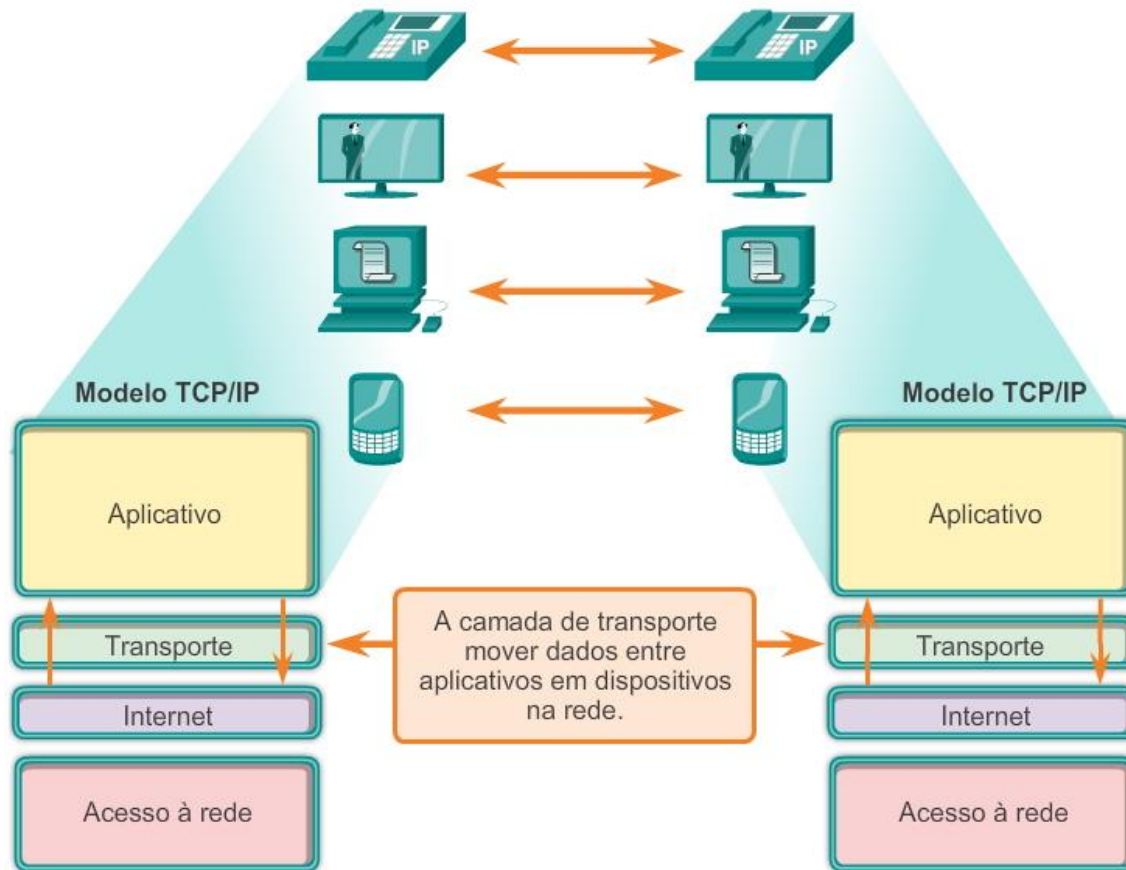 IP
IP
Modelo TCP/IP
Modelo TCP/IP
Aplicativo
Aplicativo
A camada de transporte
mover dados entre
aplicativos em dispositivos
na rede.
Transporte
Transporte
Internet
Internet
Acesso à rede
Acesso à rede